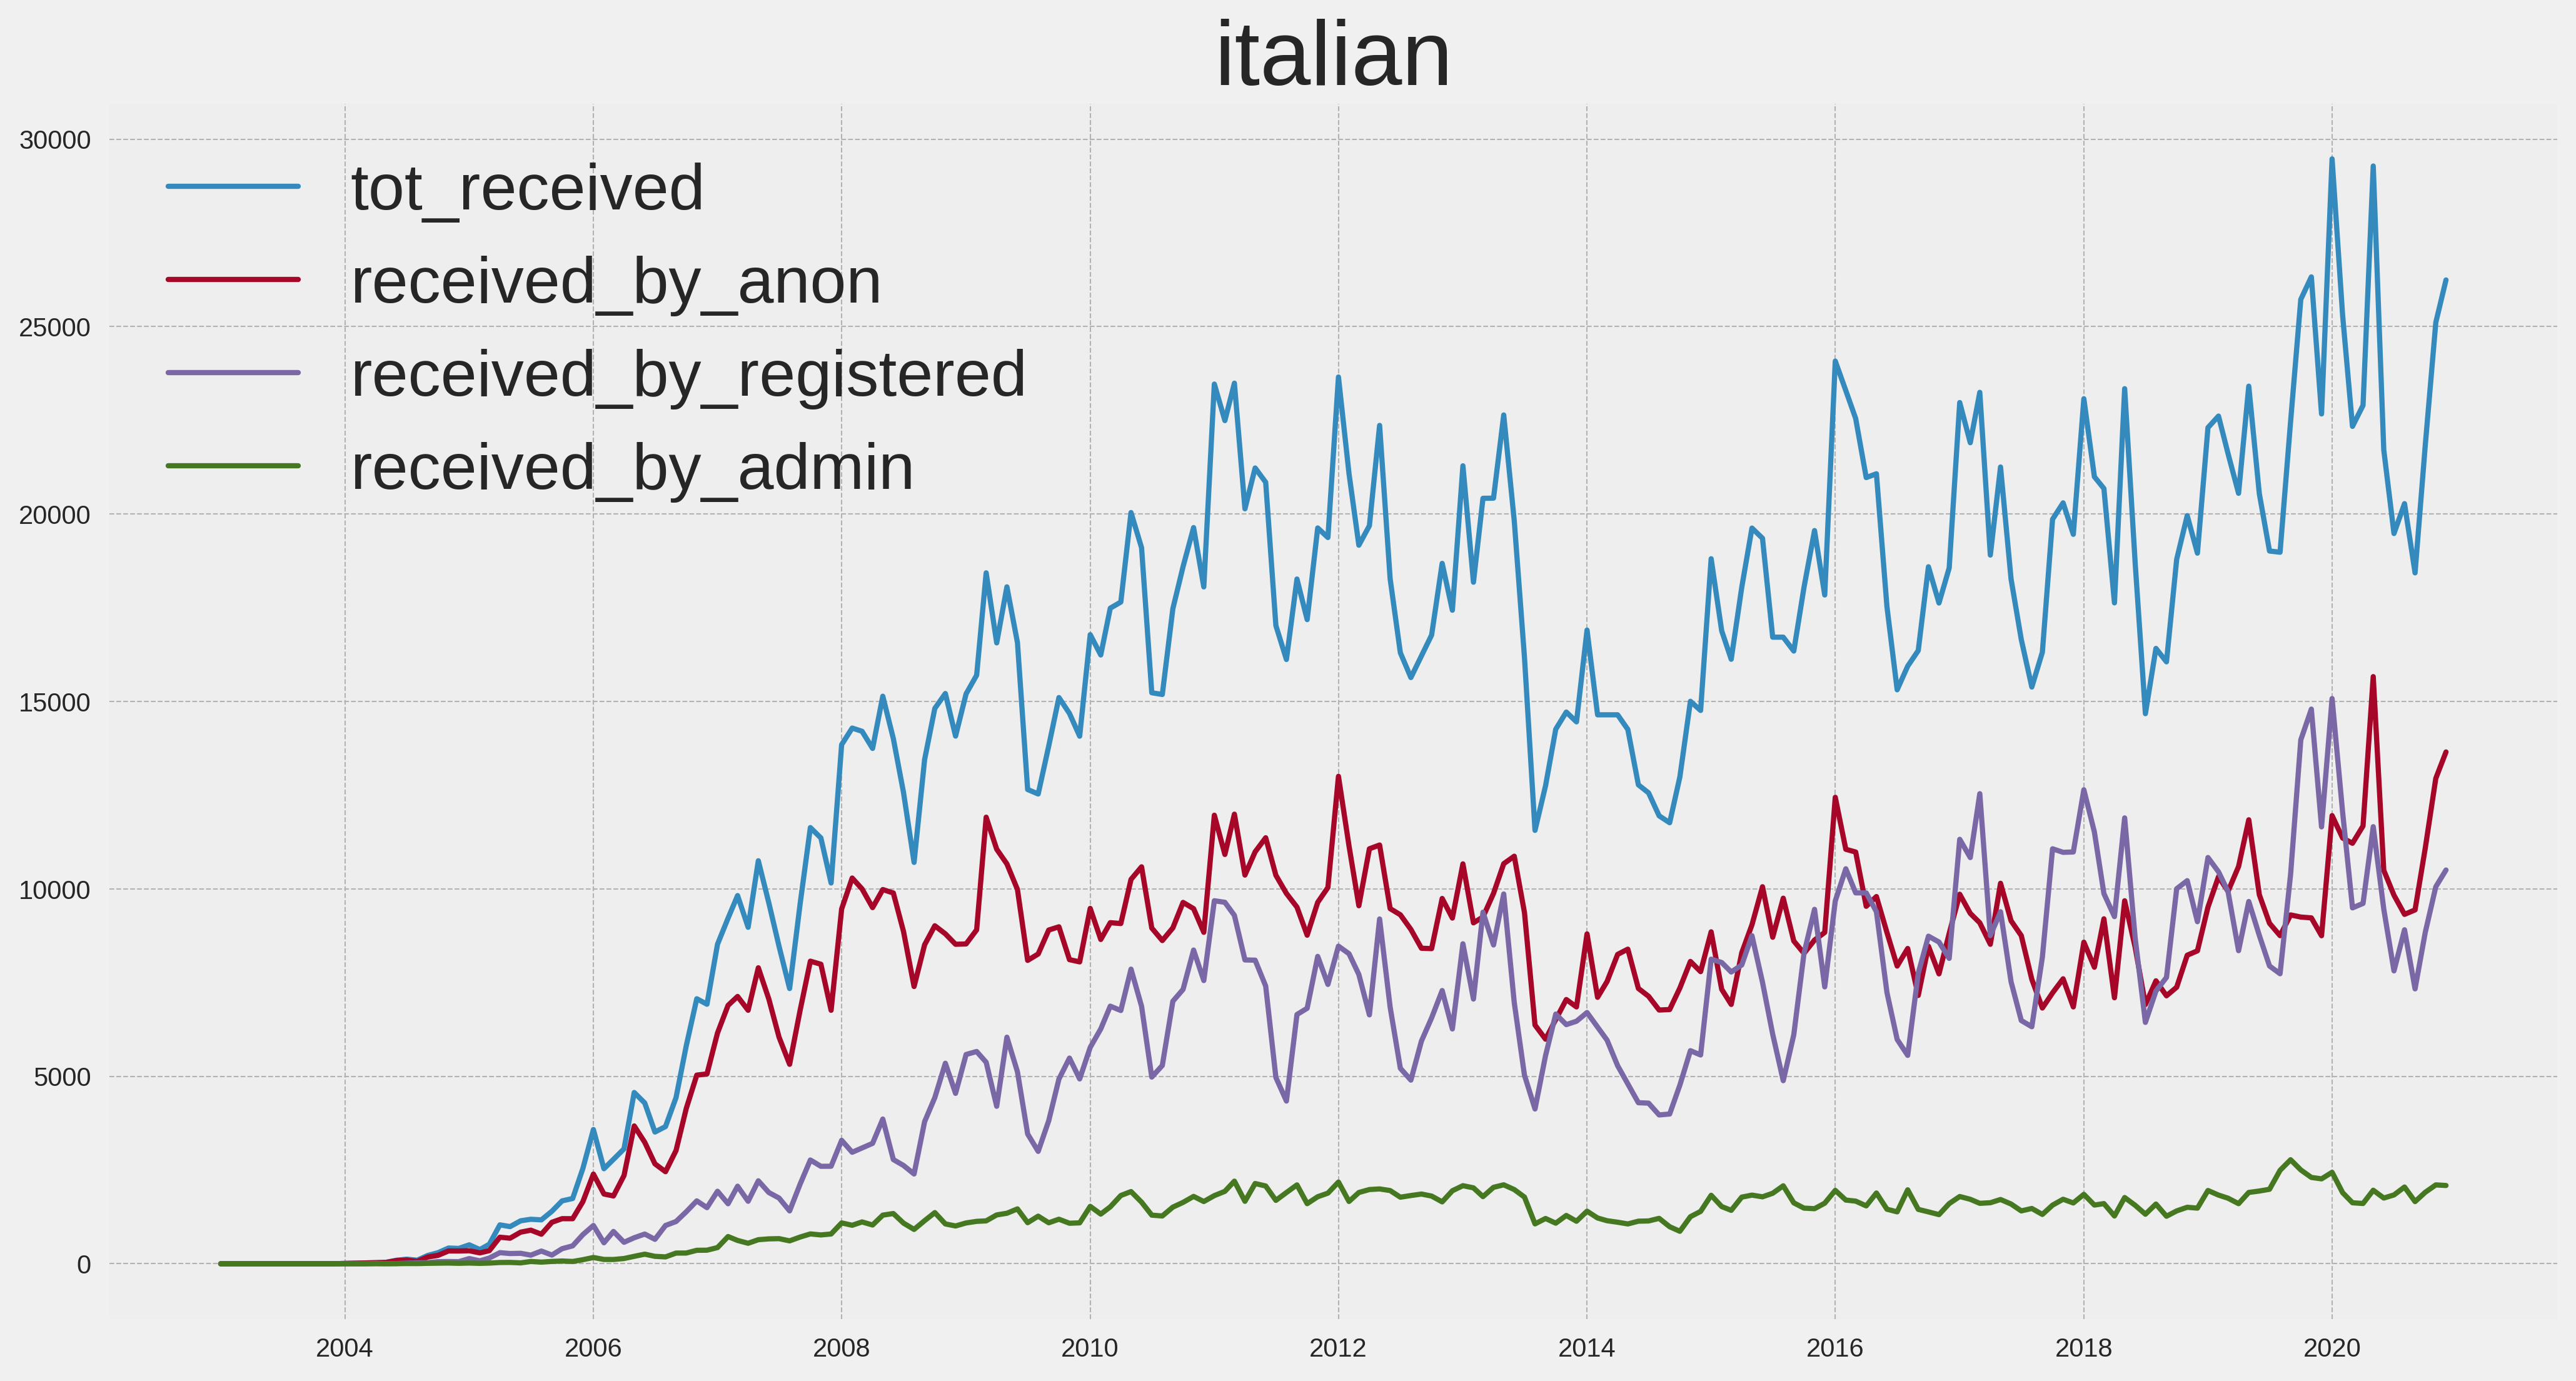 italian
30000
25000
20000
15000
10000
5000
0
tot_received
received_by_anon
received_by_registered
received_by_admin
2004 2006 2008 2010 2012 2014 2016 2018 2020